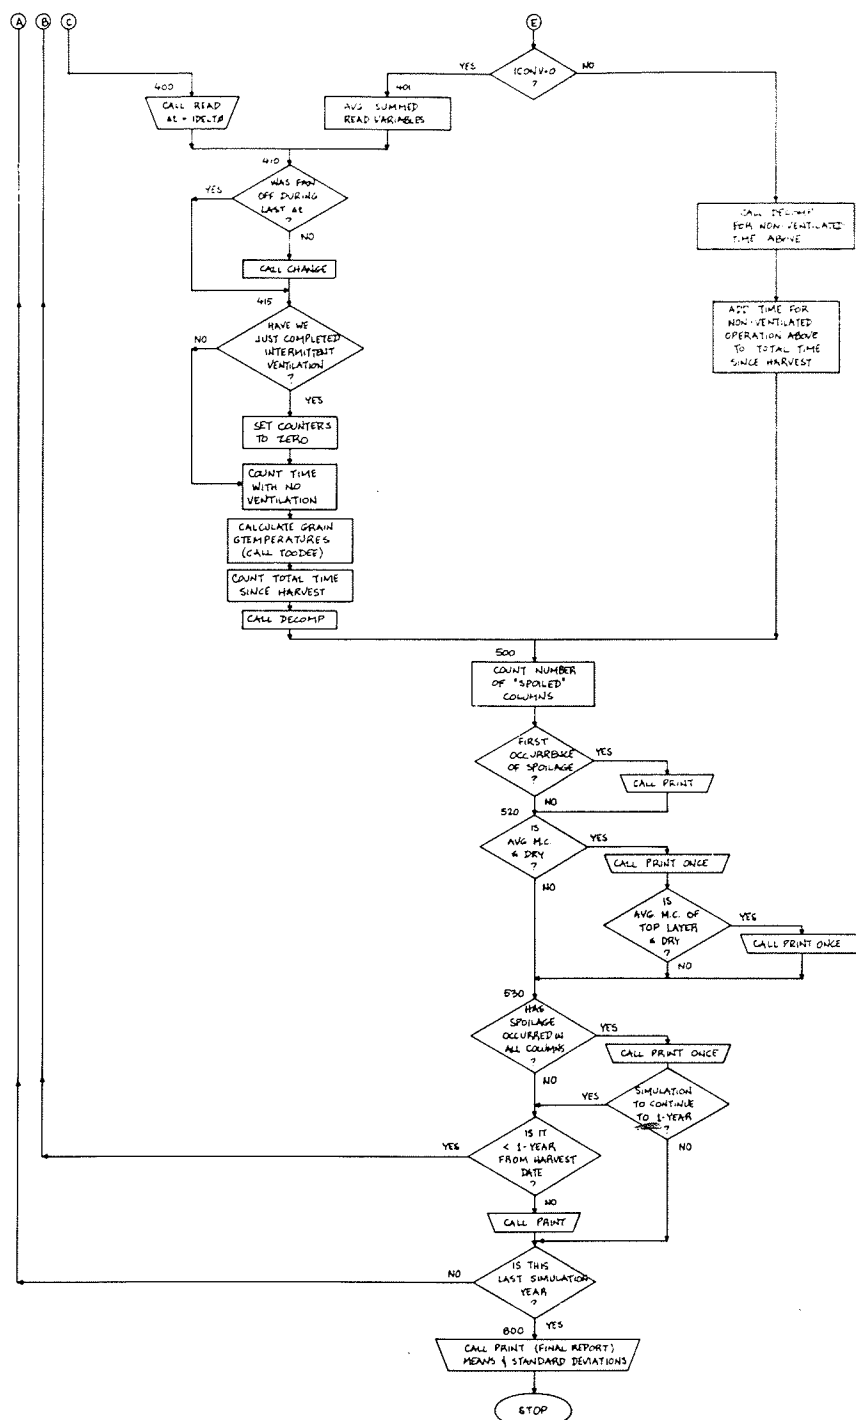 A
B
C
E
ICONV=0
?
YES
NO
400
CALL READ
Δt = IDELTØ
401
AVG SUMMED
READ VARIABLES
410
WAS FAN
OFF DURING
LAST Δt
?
YES
NO
CALL CHANGE
CALL DECOMP
FOR NON-VENTILATED
TIME ABOVE
415
HAVE WE
JUST COMPLETED
INTERMITTENT
VENTILATION
?
NO
YES
ADD TIME FOR
NON-VENTILATED
OPERATION ABOVE
TO TOTAL TIME
SINCE HARVEST
SET COUNTERS
TO ZERO
COUNT TIME
WITH NO
VENTILATION
CALCULATE GRAIN
GTEMPERATURES
(CALL TOODEE)
COUNT TOTAL TIME
SINCE HARVEST
CALL DECOMP
500
COUNT NUMBER
OF "SPOILED"
COLUMNS
FIRST
OCCURRENCE
OF SPOILAGE
?
YES
CALL PRINT
NO
520
IS
AVG M.C.
≤ DRY
?
YES
CALL PRINT ONCE
NO
IS
AVG. M.C. OF
TOP LAYER
≤ DRY
?
YES
CALL PRINT ONCE
NO
530
HAS
SPOILAGE
OCCURRED IN
ALL COLUMNS
?
YES
CALL PRINT ONCE
NO
SIMULATION
TO CONTINUE
TO 1-YEAR
?
YES
NO
IS IT
< 1-YEAR
FROM HARVEST
DATE
?
YES
NO
CALL PRINT
IS THIS
LAST SIMULATION
YEAR
?
NO
YES
800
CALL PRINT (FINAL REPORT)
MEANS & STANDARD DEVIATIONS
STOP